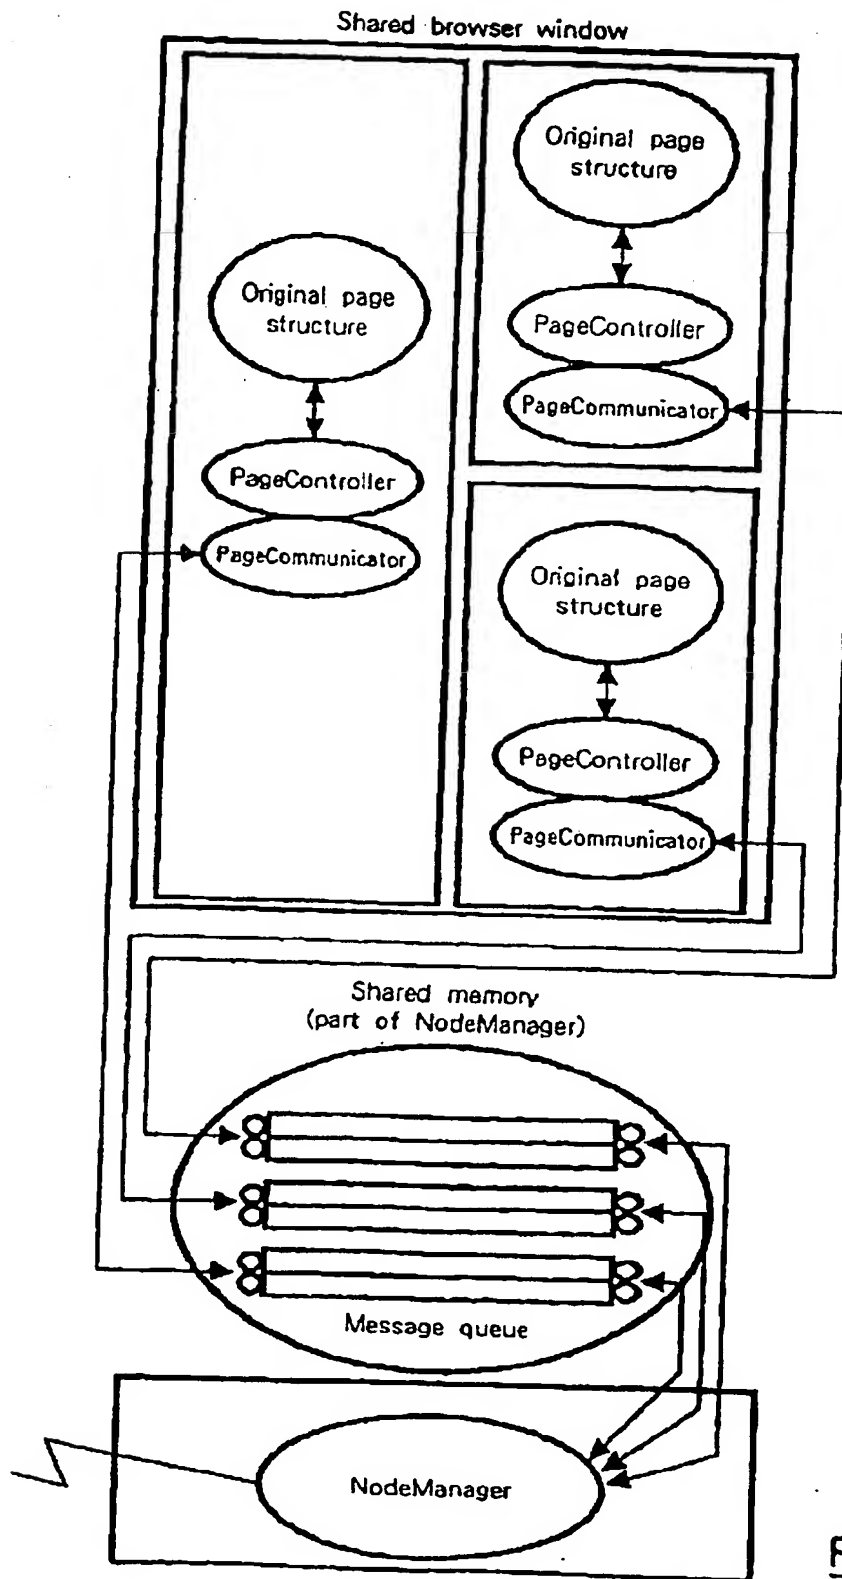 Shared browser window
Original page
structure
PageController
PageCommunicator
Original page
structure
PageController
PageCommunicator
Original page
structure
PageController
PageCommunicator
Shared memory
(part of NodeManager)
Message queue
NodeManager